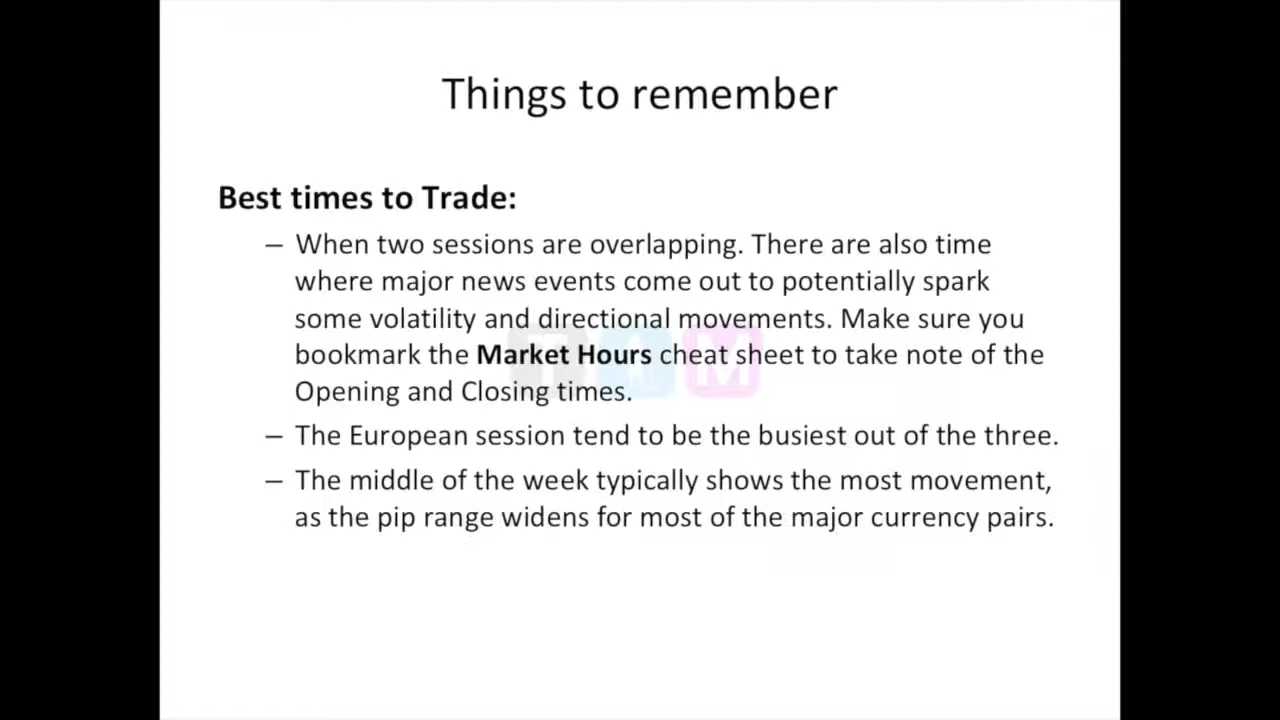 Things to remember
Best times to Trade:
– When two sessions are overlapping. There are also time
where major news events come out to potentially spark
some volatility and directional movements. Make sure you
bookmark the Market Hours cheat sheet to take note of the
Opening and Closing times.
– The European session tend to be the busiest out of the three.
– The middle of the week typically shows the most movement,
as the pip range widens for most of the major currency pairs.